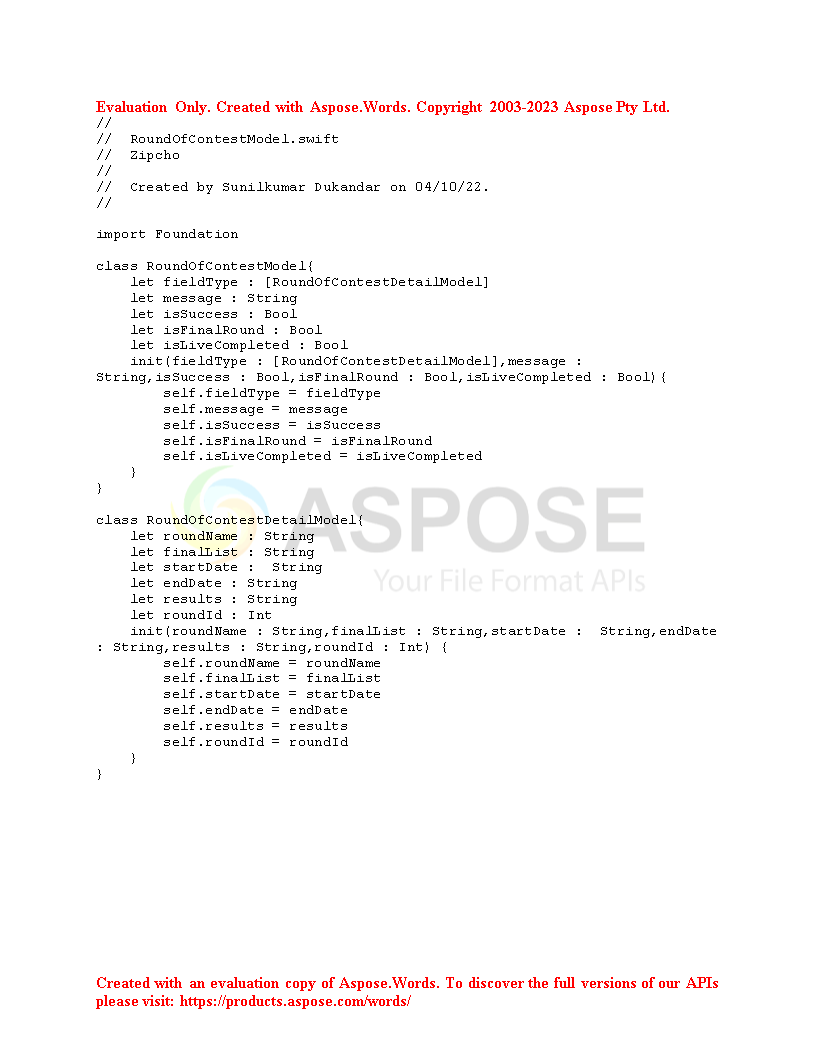 Evaluation Only. Created with Aspose.Words. Copyright 2003-2023 Aspose Pty Ltd.
//
//  RoundOfContestModel.swift
//  Zipcho
//
//  Created by Sunilkumar Dukandar on 04/10/22.
//
import Foundation
class RoundOfContestModel{
    let fieldType : [RoundOfContestDetailModel]
    let message : String
    let isSuccess : Bool
    let isFinalRound : Bool
    let isLiveCompleted : Bool
    init(fieldType : [RoundOfContestDetailModel],message :
String,isSuccess : Bool,isFinalRound : Bool,isLiveCompleted : Bool){
        self.fieldType = fieldType
        self.message = message
        self.isSuccess = isSuccess
        self.isFinalRound = isFinalRound
        self.isLiveCompleted = isLiveCompleted
    }
}
ASPOSE
Your File Format APIs
class RoundOfContestDetailModel{
    let roundName : String
    let finalList : String
    let startDate :  String
    let endDate : String
    let results : String
    let roundId : Int
    init(roundName : String,finalList : String,startDate :  String,endDate
: String,results : String,roundId : Int) {
        self.roundName = roundName
        self.finalList = finalList
        self.startDate = startDate
        self.endDate = endDate
        self.results = results
        self.roundId = roundId
    }
}
Created with an evaluation copy of Aspose.Words. To discover the full versions of our APIs
please visit: https://products.aspose.com/words/